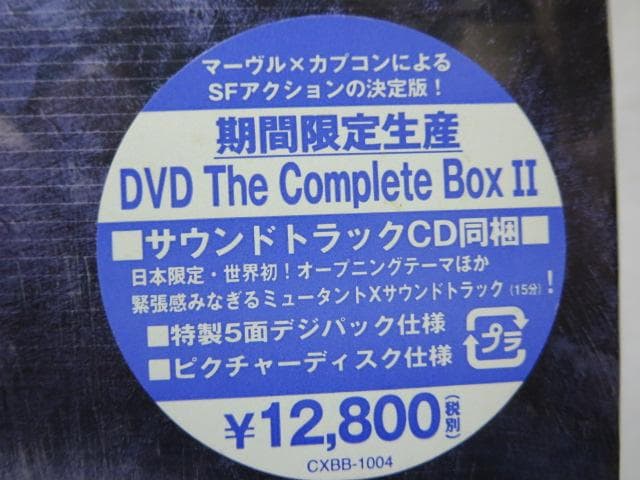 マーヴル×カプコンによる
SFアクションの決定版！
期間限定生産
DVD The Complete Box II
■サウンドトラックCD同梱■
日本限定・世界初！オープニングテーマほか
緊張感みなぎるミュータントXサウンドトラック（15分）！
■特製5面デジパック仕様
■ピクチャーディスク仕様
プラ
¥12,800（税別）
CXBB-1004